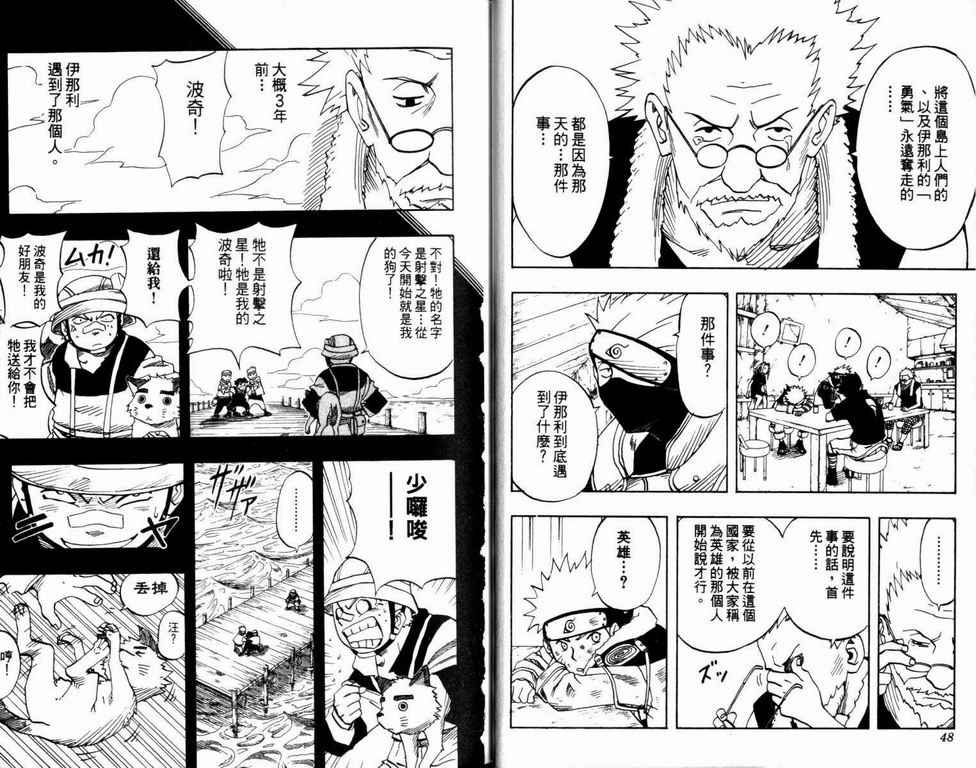 將這個島上人們的
、以及伊那利的「
勇氣」永遠奪走的
……
都是因為那
天的…那件
事…
！
！
！
！
那件事？
伊那利到底遇
到了什麼？
………
要說明這件
事的話，首
先……
要從以前在這個
國家，被大家稱
為英雄的那個人
開始說才行。
ズッ
英雄…？
48
大概3年
前…
波奇！
伊那利
遇到了那個人。
不對！牠的名字
是射擊之星…從
今天開始就是我
的狗了！
牠不是射擊之
星！牠是我的
波奇啦！
還給我！
ムカ！
波奇是我的
好朋友！
我才不會把
牠送給你！
少囉唆
——！
………
ザザァ
丟掉
汪？
唷！